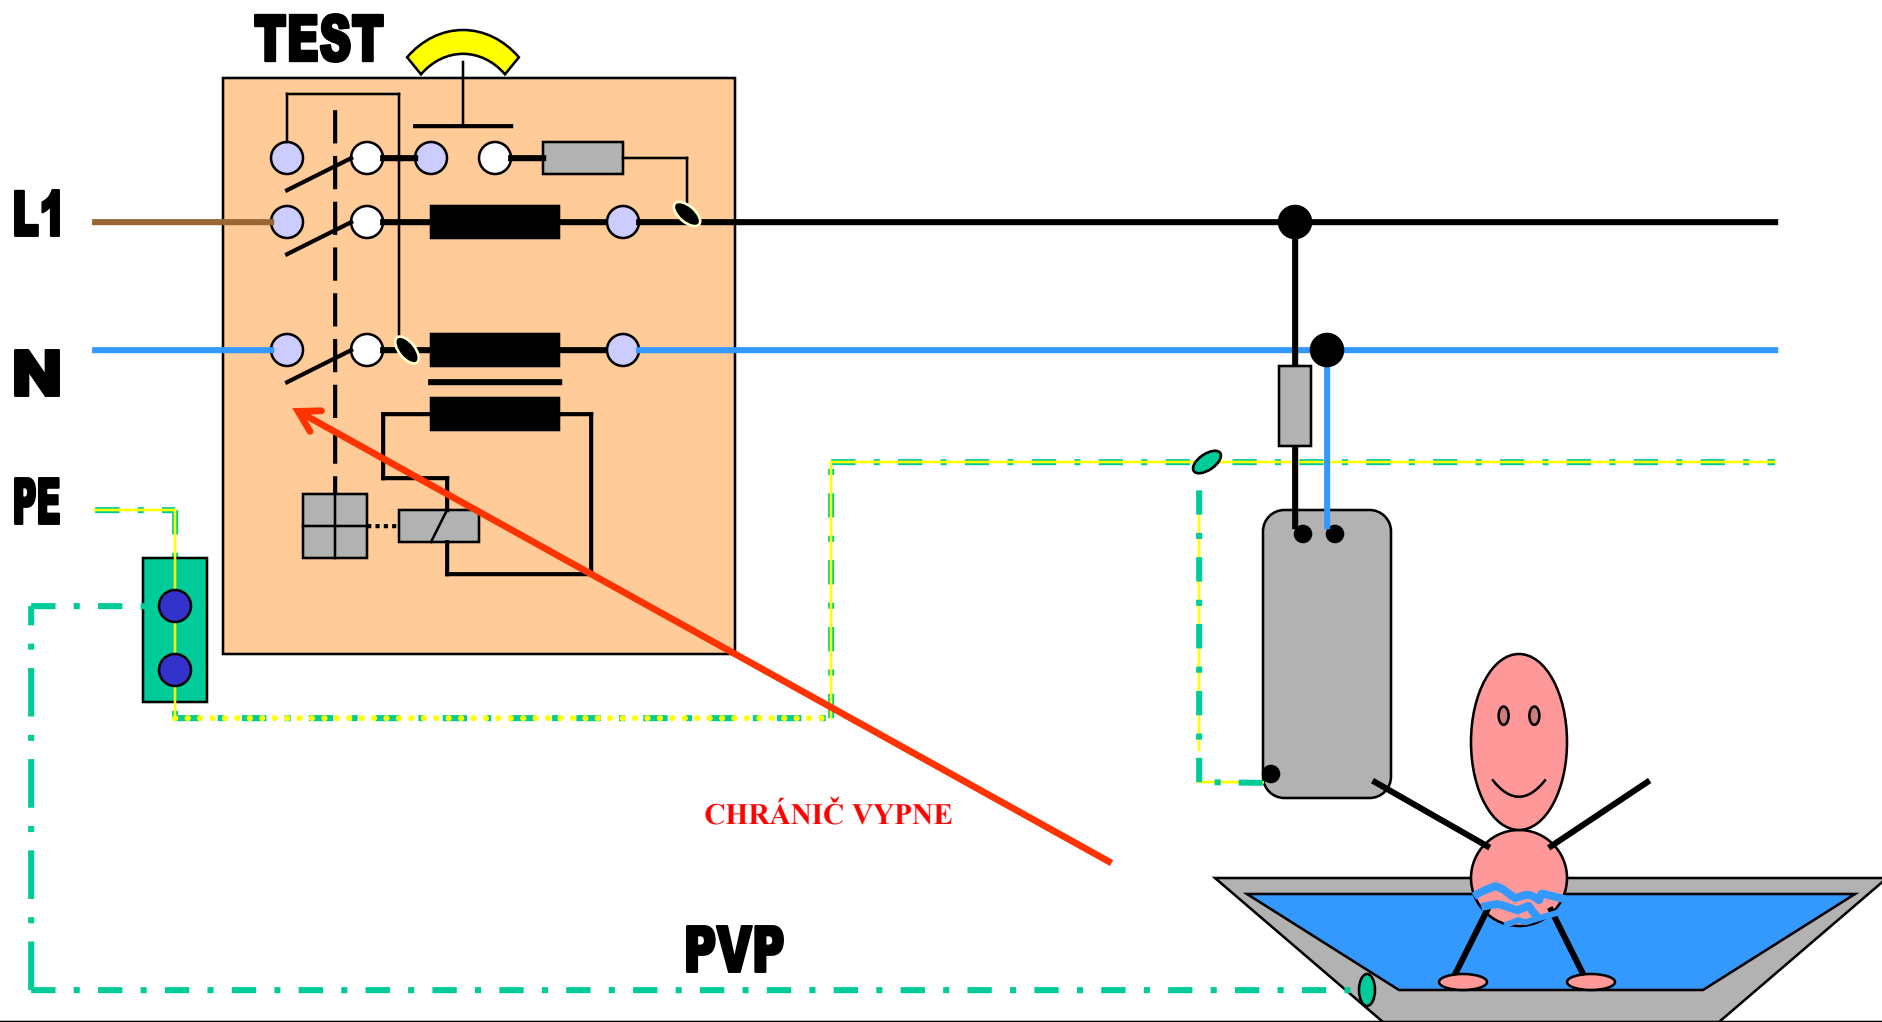 TEST
L1
N
PE
CHRÁNIČ VYPNE
PVP